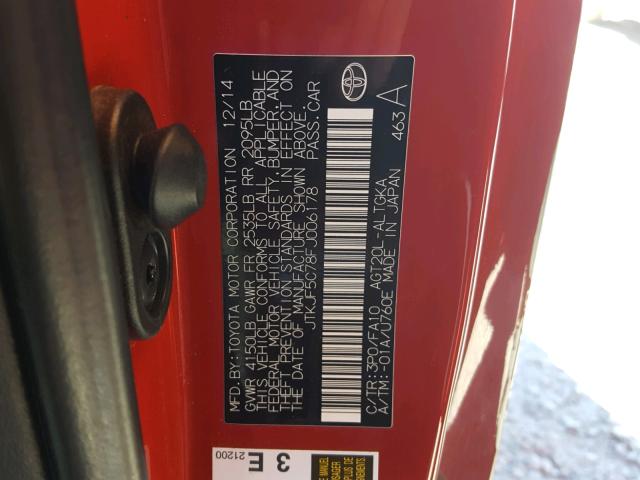 MFD.BY:TOYOTA MOTOR CORPORATION 12/14
GVWR 4150LB GAWR FR 2535LB RR 2095LB
THIS VEHICLE CONFORMS TO ALL APPLICABLE
FEDERAL MOTOR VEHICLE SAFETY, BUMPER, AND
THEFT PREVENTION STANDARDS IN EFFECT ON
THE DATE OF MANUFACTURE SHOWN ABOVE.
JTKJF5C78FJ006178 PASS.CAR
C/TR:3P0/FA10 AGT20L-ALTGKA
A/TM:-01A/U760E MADE IN JAPAN 463 A
3 E
21200